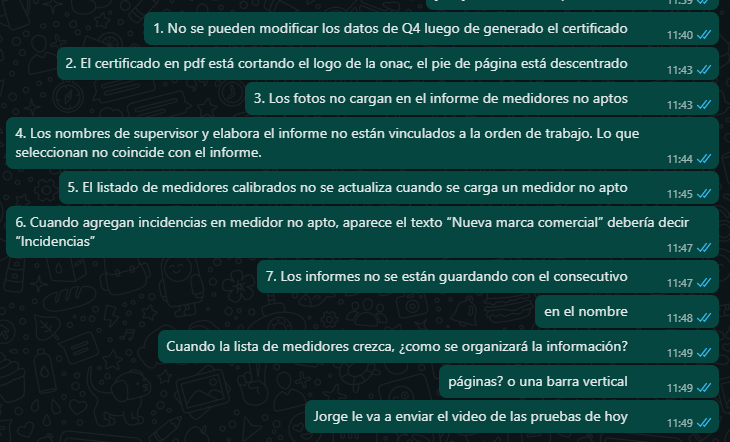 11:39
1. No se pueden modificar los datos de Q4 luego de generado el certificado
11:40
2. El certificado en pdf está cortando el logo de la onac, el pie de página está descentrado
11:43
3. Los fotos no cargan en el informe de medidores no aptos
11:43
4. Los nombres de supervisor y elabora el informe no están vinculados a la orden de trabajo. Lo que
seleccionan no coincide con el informe.
11:44
5. El listado de medidores calibrados no se actualiza cuando se carga un medidor no apto
11:45
6. Cuando agregan incidencias en medidor no apto, aparece el texto “Nueva marca comercial” debería decir
“Incidencias”
11:47
7. Los informes no se están guardando con el consecutivo
11:47
en el nombre
11:48
Cuando la lista de medidores crezca, ¿como se organizará la información?
11:49
páginas? o una barra vertical
11:49
Jorge le va a enviar el video de las pruebas de hoy
11:49